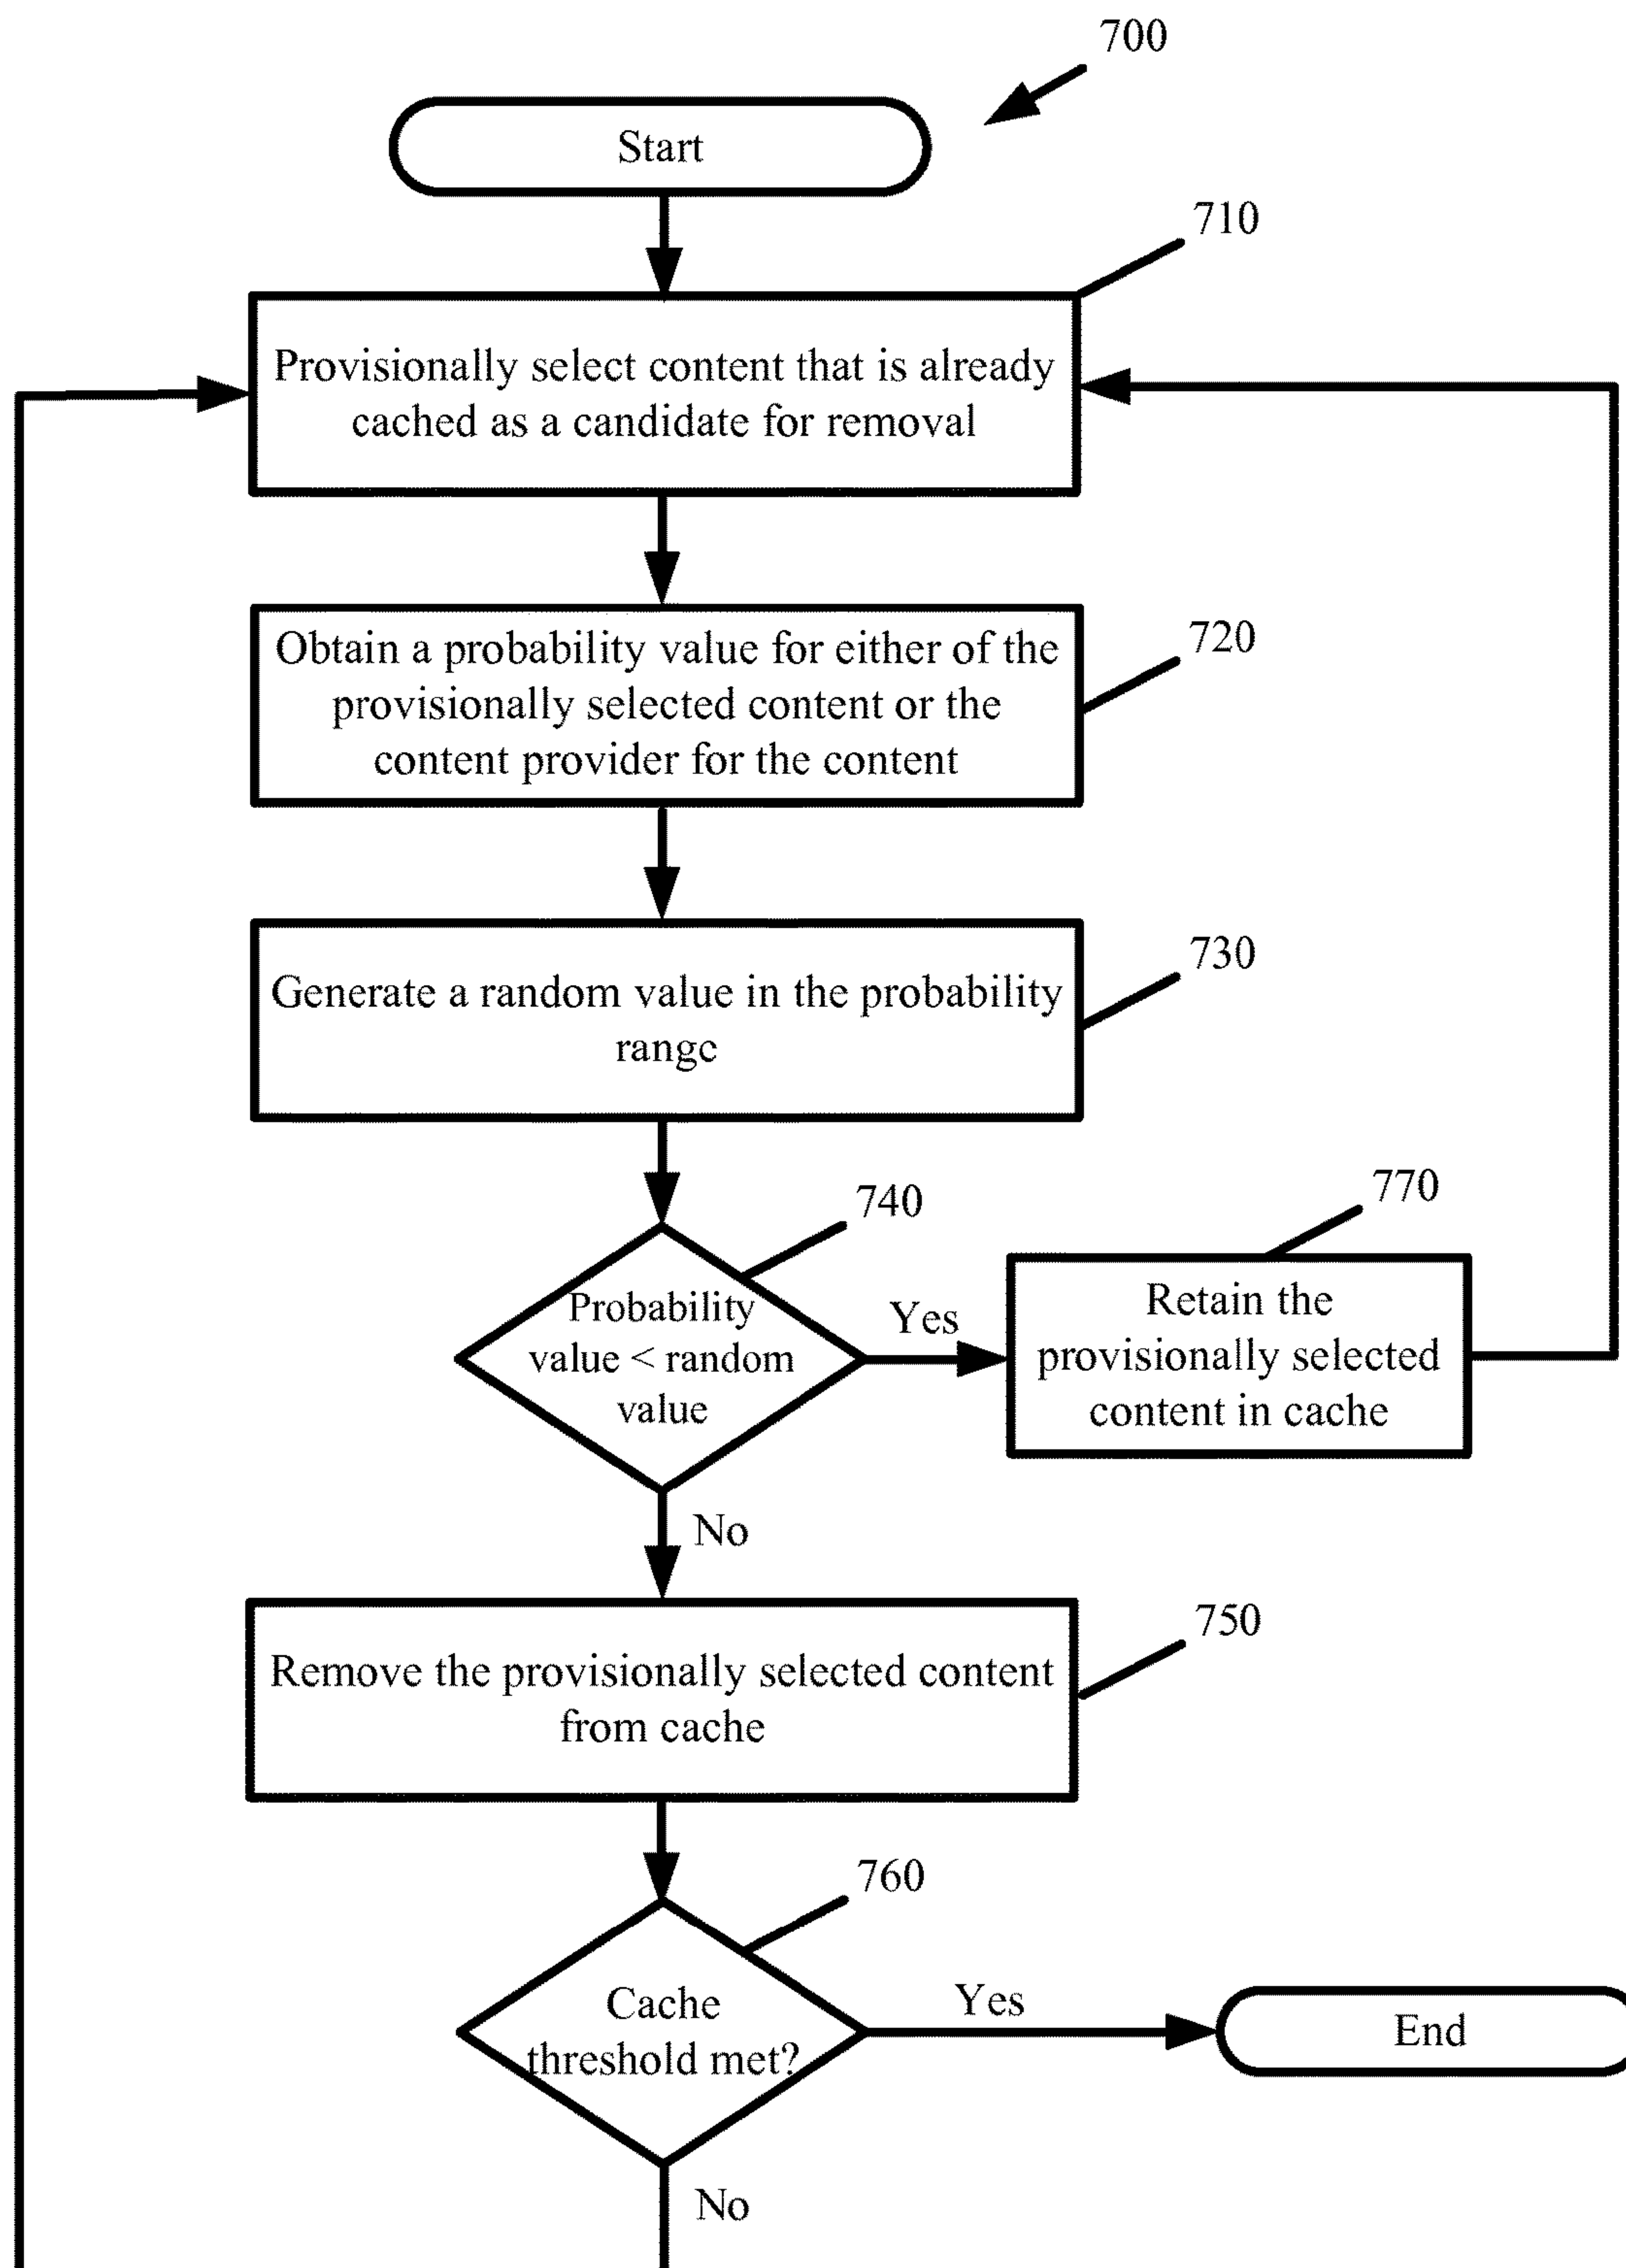 700
Start
710
Provisionally select content that is already
cached as a candidate for removal
720
Obtain a probability value for either of the
provisionally selected content or the
content provider for the content
730
Generate a random value in the probability
range
740
770
Probability
value < random
value
Yes
Retain the
provisionally selected
content in cache
No
750
Remove the provisionally selected content
from cache
760
Cache
threshold met?
Yes
End
No